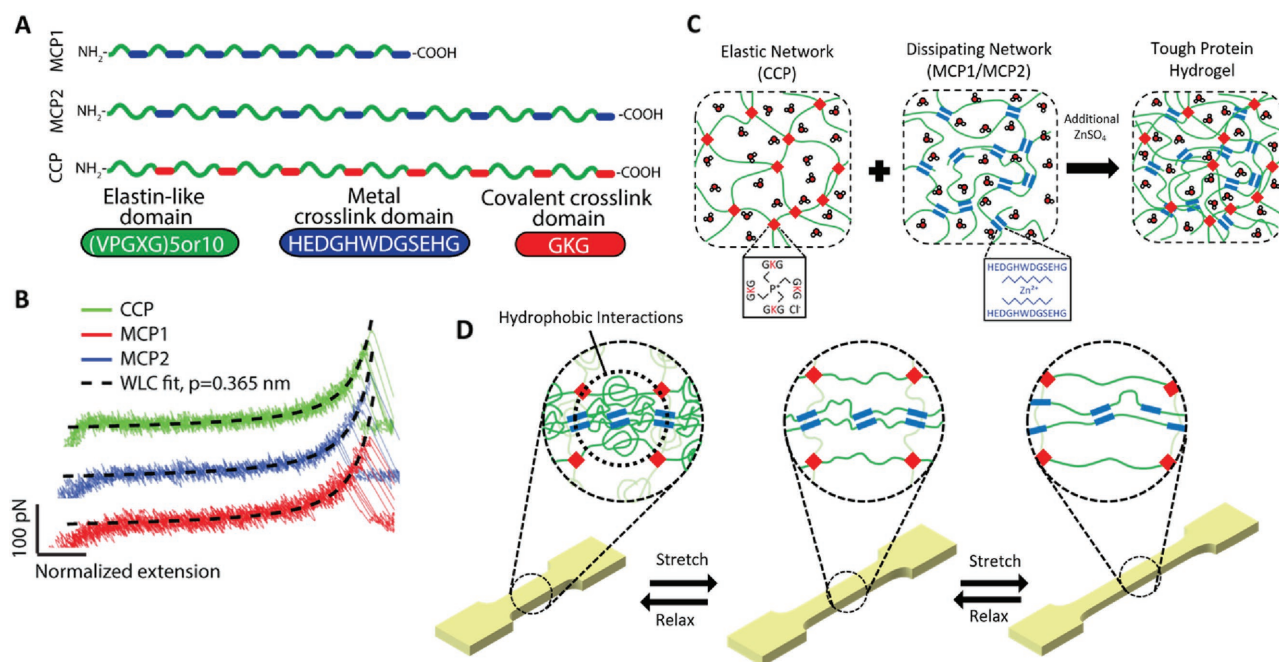 A
MCP1
NH2-
-COOH
MCP2
NH2-
-COOH
CCP
NH2-
-COOH
Elastin-like
domain
(VPGXG)5or10
Metal
crosslink domain
HEDGHWDGSEHG
Covalent crosslink
domain
GKG
B
CCP
MCP1
MCP2
WLC fit, p=0.365 nm
100 pN
Normalized extension
C
Elastic Network
(CCP)
Dissipating Network
(MCP1/MCP2)
Tough Protein
Hydrogel
Additional
ZnSO4
GKG
GKG
P+
GKG
GKG Cl-
HEDGHWDGSEHG
Zn2+
HEDGHWDGSEHG
D
Hydrophobic Interactions
Stretch
Relax
Stretch
Relax